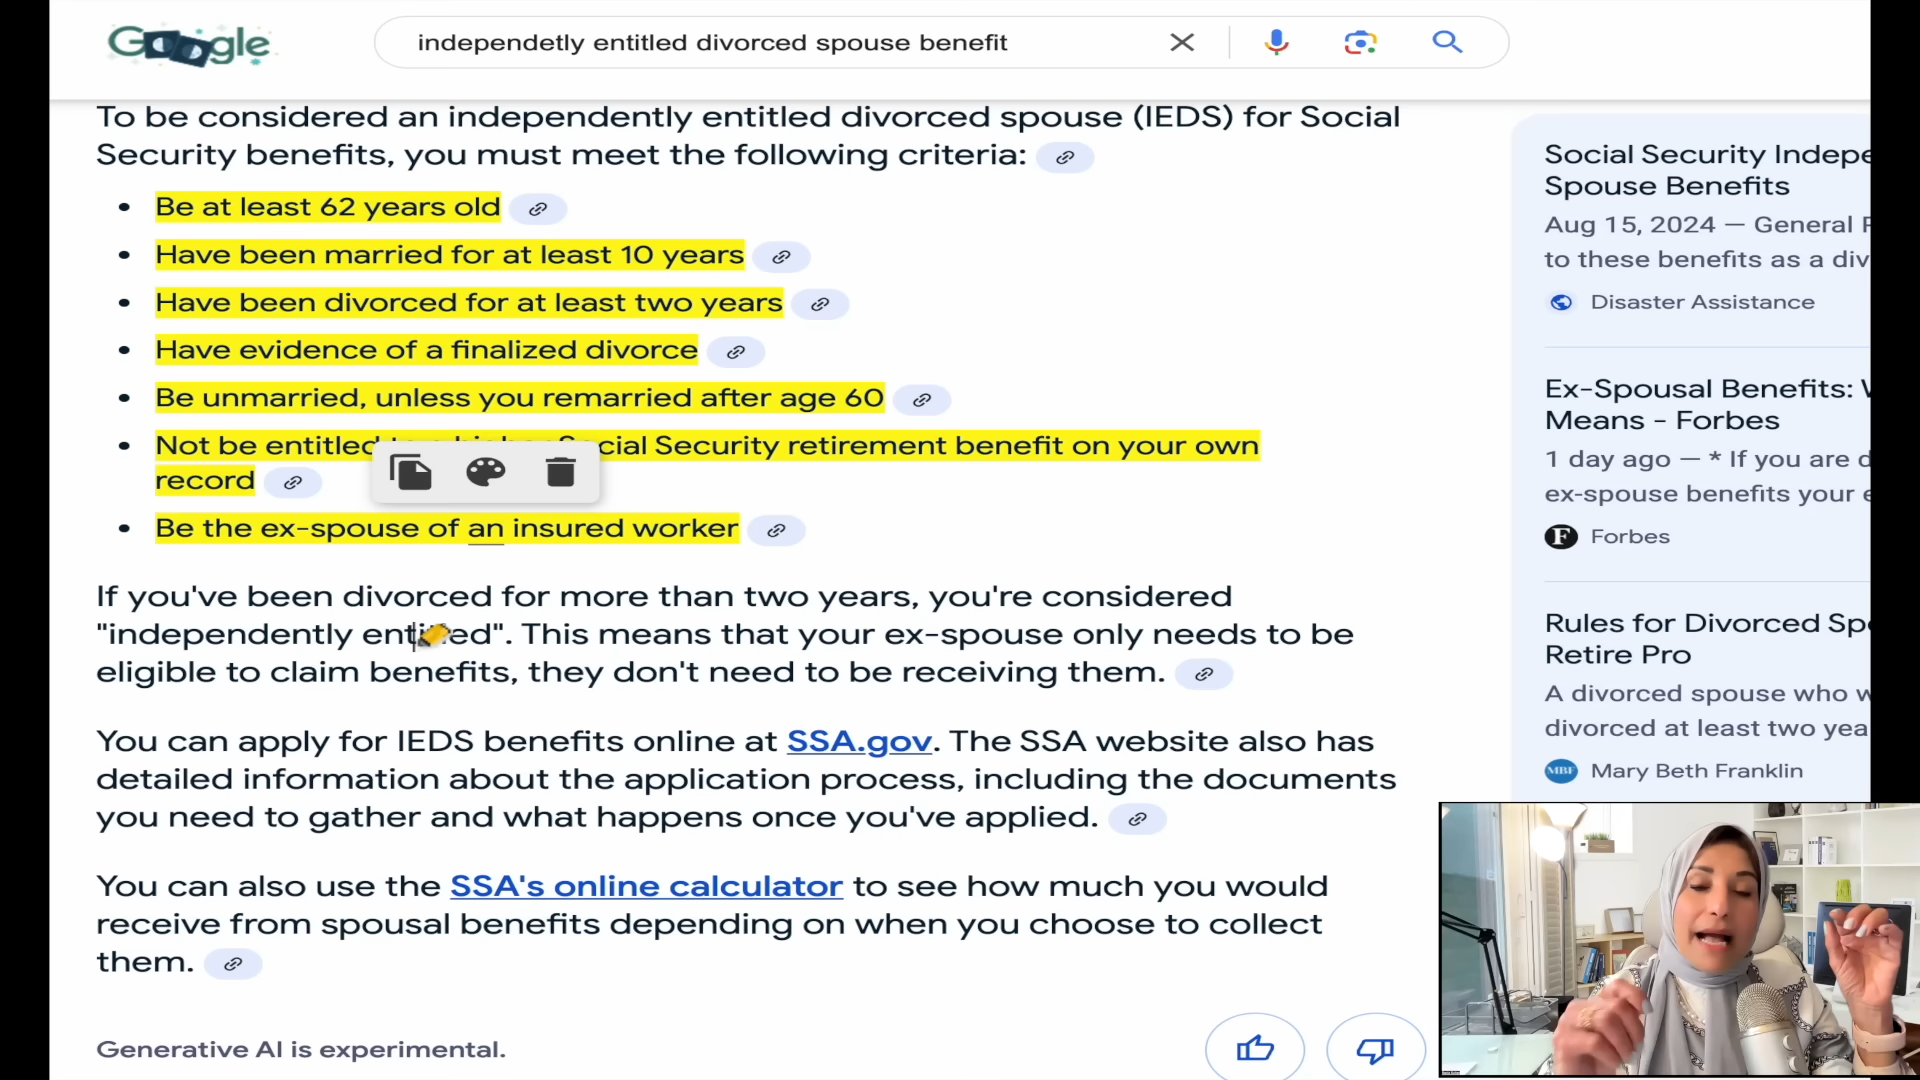 Google
independetly entitled divorced spouse benefit
To be considered an independently entitled divorced spouse (IEDS) for Social
Security benefits, you must meet the following criteria:
• Be at least 62 years old
• Have been married for at least 10 years
• Have been divorced for at least two years
• Have evidence of a finalized divorce
• Be unmarried, unless you remarried after age 60
• Not be entitled to a higher Social Security retirement benefit on your own
record
• Be the ex-spouse of an insured worker
If you've been divorced for more than two years, you're considered
"independently entitled". This means that your ex-spouse only needs to be
eligible to claim benefits, they don't need to be receiving them.
You can apply for IEDS benefits online at SSA.gov. The SSA website also has
detailed information about the application process, including the documents
you need to gather and what happens once you've applied.
You can also use the SSA's online calculator to see how much you would
receive from spousal benefits depending on when you choose to collect
them.
Generative AI is experimental.
Social Security Indepe
Spouse Benefits
Aug 15, 2024 — General
to these benefits as a div
Disaster Assistance
Ex-Spousal Benefits:
Means - Forbes
1 day ago — * If you are d
ex-spouse benefits your
F Forbes
Rules for Divorced Sp
Retire Pro
A divorced spouse who w
divorced at least two yea
MBF Mary Beth Franklin